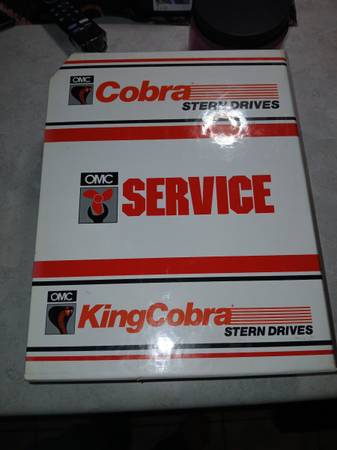 OMC
Cobra
STERN DRIVES
OMC
SERVICE
OMC
KingCobra
STERN DRIVES